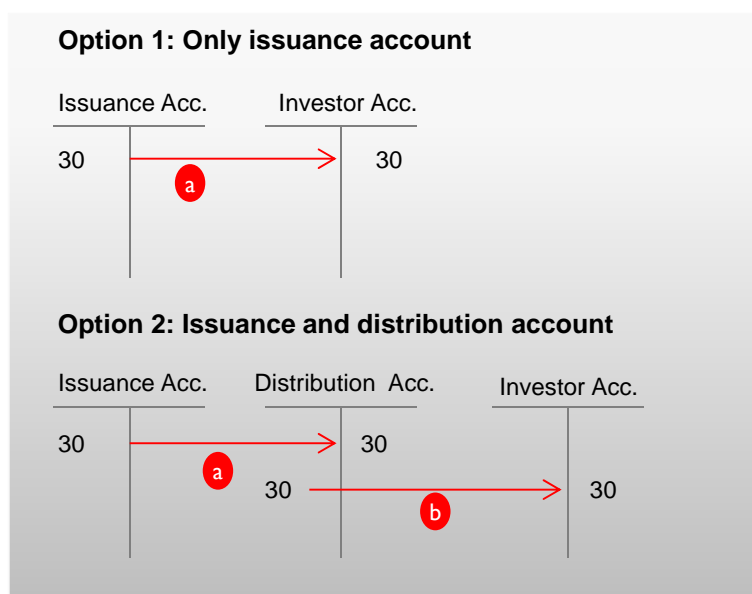 Option 1: Only issuance account
Issuance Acc. Investor Acc.
30 30
a
Option 2: Issuance and distribution account
Issuance Acc. Distribution Acc. Investor Acc.
30 30
a
30 30
b